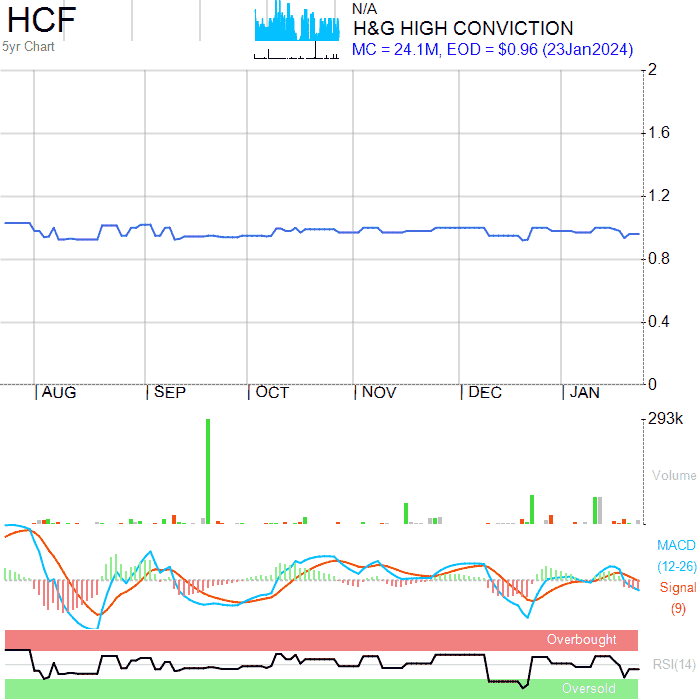 HCF
5yr Chart
N/A
H&G HIGH CONVICTION
MC = 24.1M, EOD = $0.96 (23Jan2024)
2
1.6
1.2
0.8
0.4
0
AUG
SEP
OCT
NOV
DEC
JAN
293k
Volume
MACD
(12-26)
Signal
(9)
Overbought
RSI(14)
Oversold